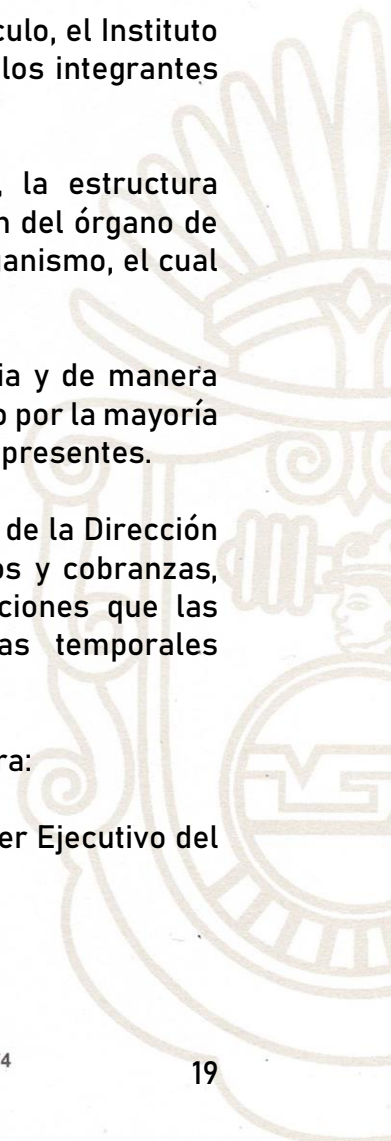 culo, el Instituto
los integrantes
la estructura
del órgano de
anismo, el cual
ia y de manera
por la mayoría
presentes.
de la Dirección
os y cobranzas,
ciones que las
as temporales
ra:
er Ejecutivo del
4
19